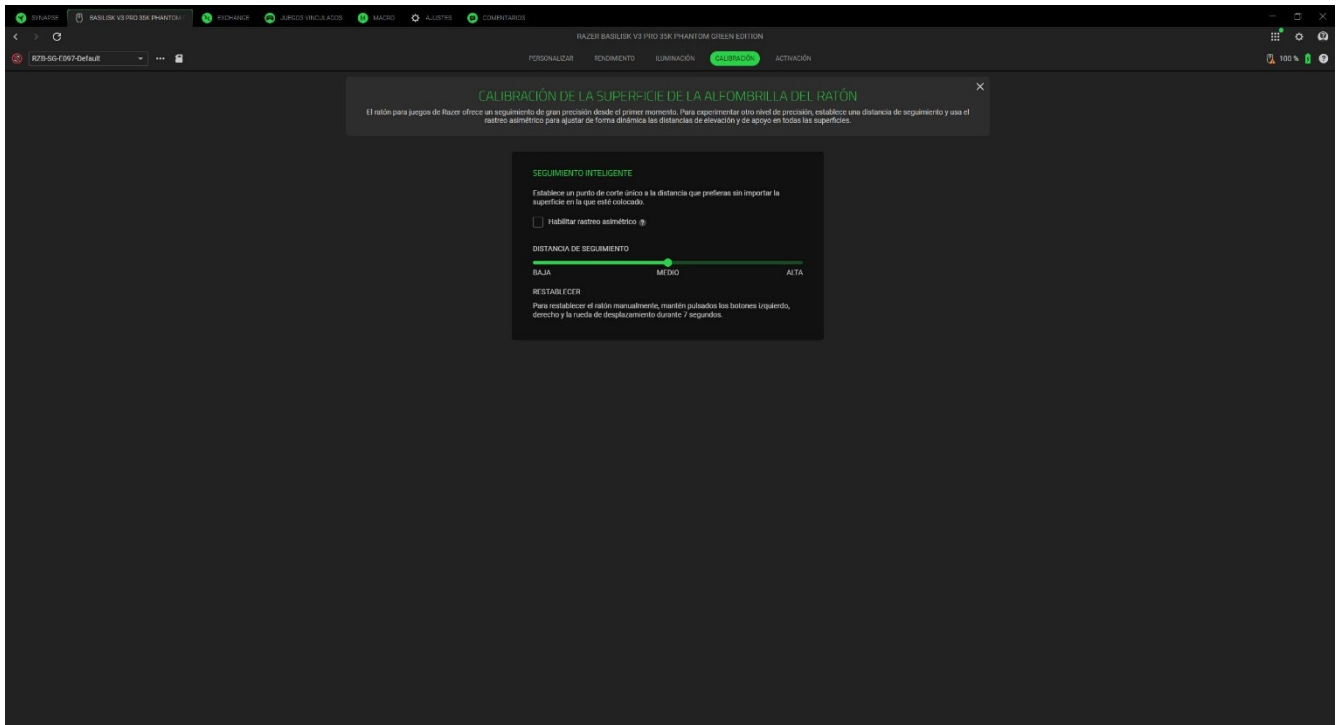 SYNAPSE BASILISK V3 PRO 35K PHANTOM EXCHANGE JUEGOS VINCULADOS MACRO AJUSTES COMENTARIOS
RAZER BASILISK V3 PRO 35K PHANTOM GREEN EDITION
RZB-SG-E097-Default PERSONALIZAR RENDIMIENTO ILUMINACIÓN CALIBRACIÓN ACTIVACIÓN 100 %
CALIBRACIÓN DE LA SUPERFICIE DE LA ALFOMBRILLA DEL RATÓN
El ratón para juegos de Razer ofrece un seguimiento de gran precisión desde el primer momento. Para experimentar otro nivel de precisión, establece una distancia de seguimiento y usa el
rastreo asimétrico para ajustar de forma dinámica las distancias de elevación y de apoyo en todas las superficies.
SEGUIMIENTO INTELIGENTE
Establece un punto de corte único a la distancia que prefieras sin importar la
superficie en la que esté colocado.
Habilitar rastreo asimétrico
DISTANCIA DE SEGUIMIENTO
BAJA MEDIO ALTA
RESTABLECER
Para restablecer el ratón manualmente, mantén pulsados los botones izquierdo,
derecho y la rueda de desplazamiento durante 7 segundos.